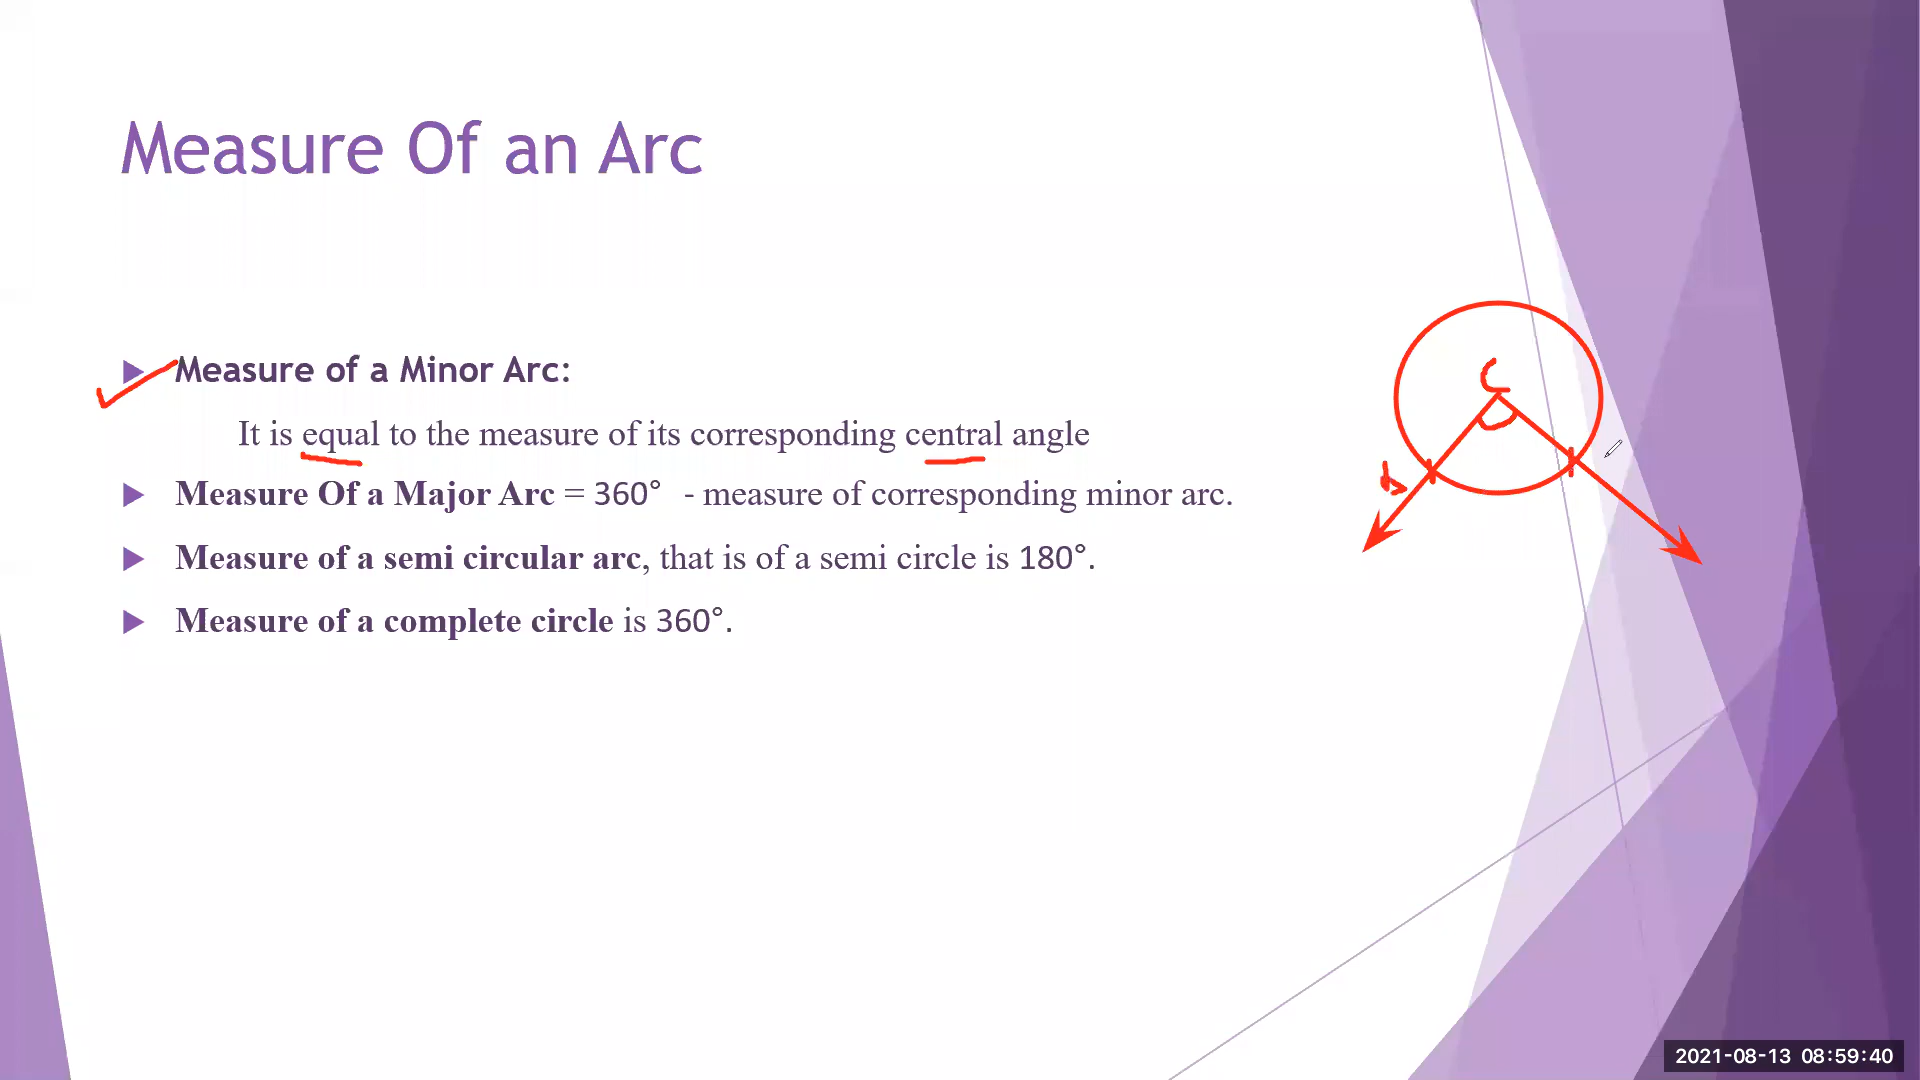 Measure Of an Arc
Measure of a Minor Arc:
It is equal to the measure of its corresponding central angle
Measure Of a Major Arc = 360° - measure of corresponding minor arc.
Measure of a semi circular arc, that is of a semi circle is 180°.
Measure of a complete circle is 360°.
C
2021-08-13 08:59:40